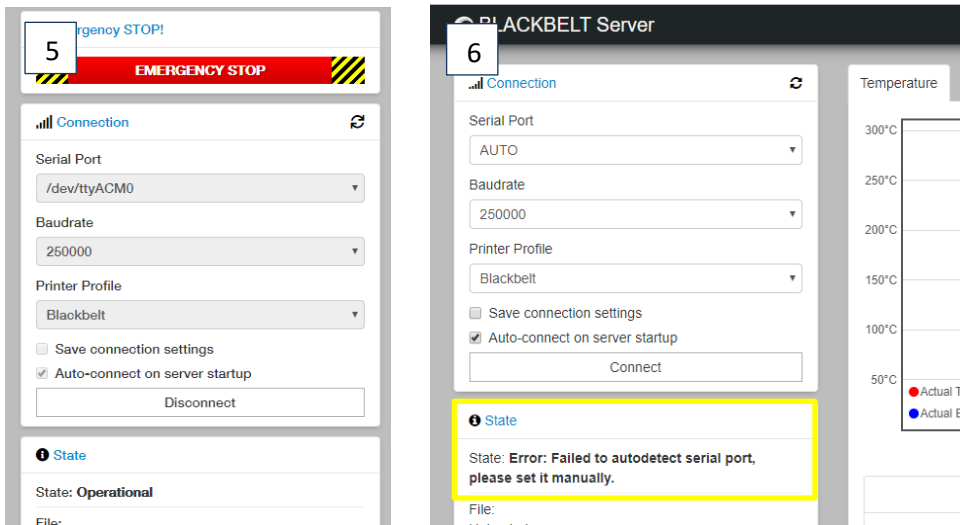 5
rgency STOP!
EMERGENCY STOP
Connection
Serial Port
/dev/ttyACM0
Baudrate
250000
Printer Profile
Blackbelt
Save connection settings
Auto-connect on server startup
Disconnect
State
State: Operational
File:
6
BLACKBELT Server
Connection
Serial Port
AUTO
Baudrate
250000
Printer Profile
Blackbelt
Save connection settings
Auto-connect on server startup
Connect
State
State: Error: Failed to autodetect serial port,
please set it manually.
File:
Temperature
300°C
250°C
200°C
150°C
100°C
50°C
Actual T
Actual E